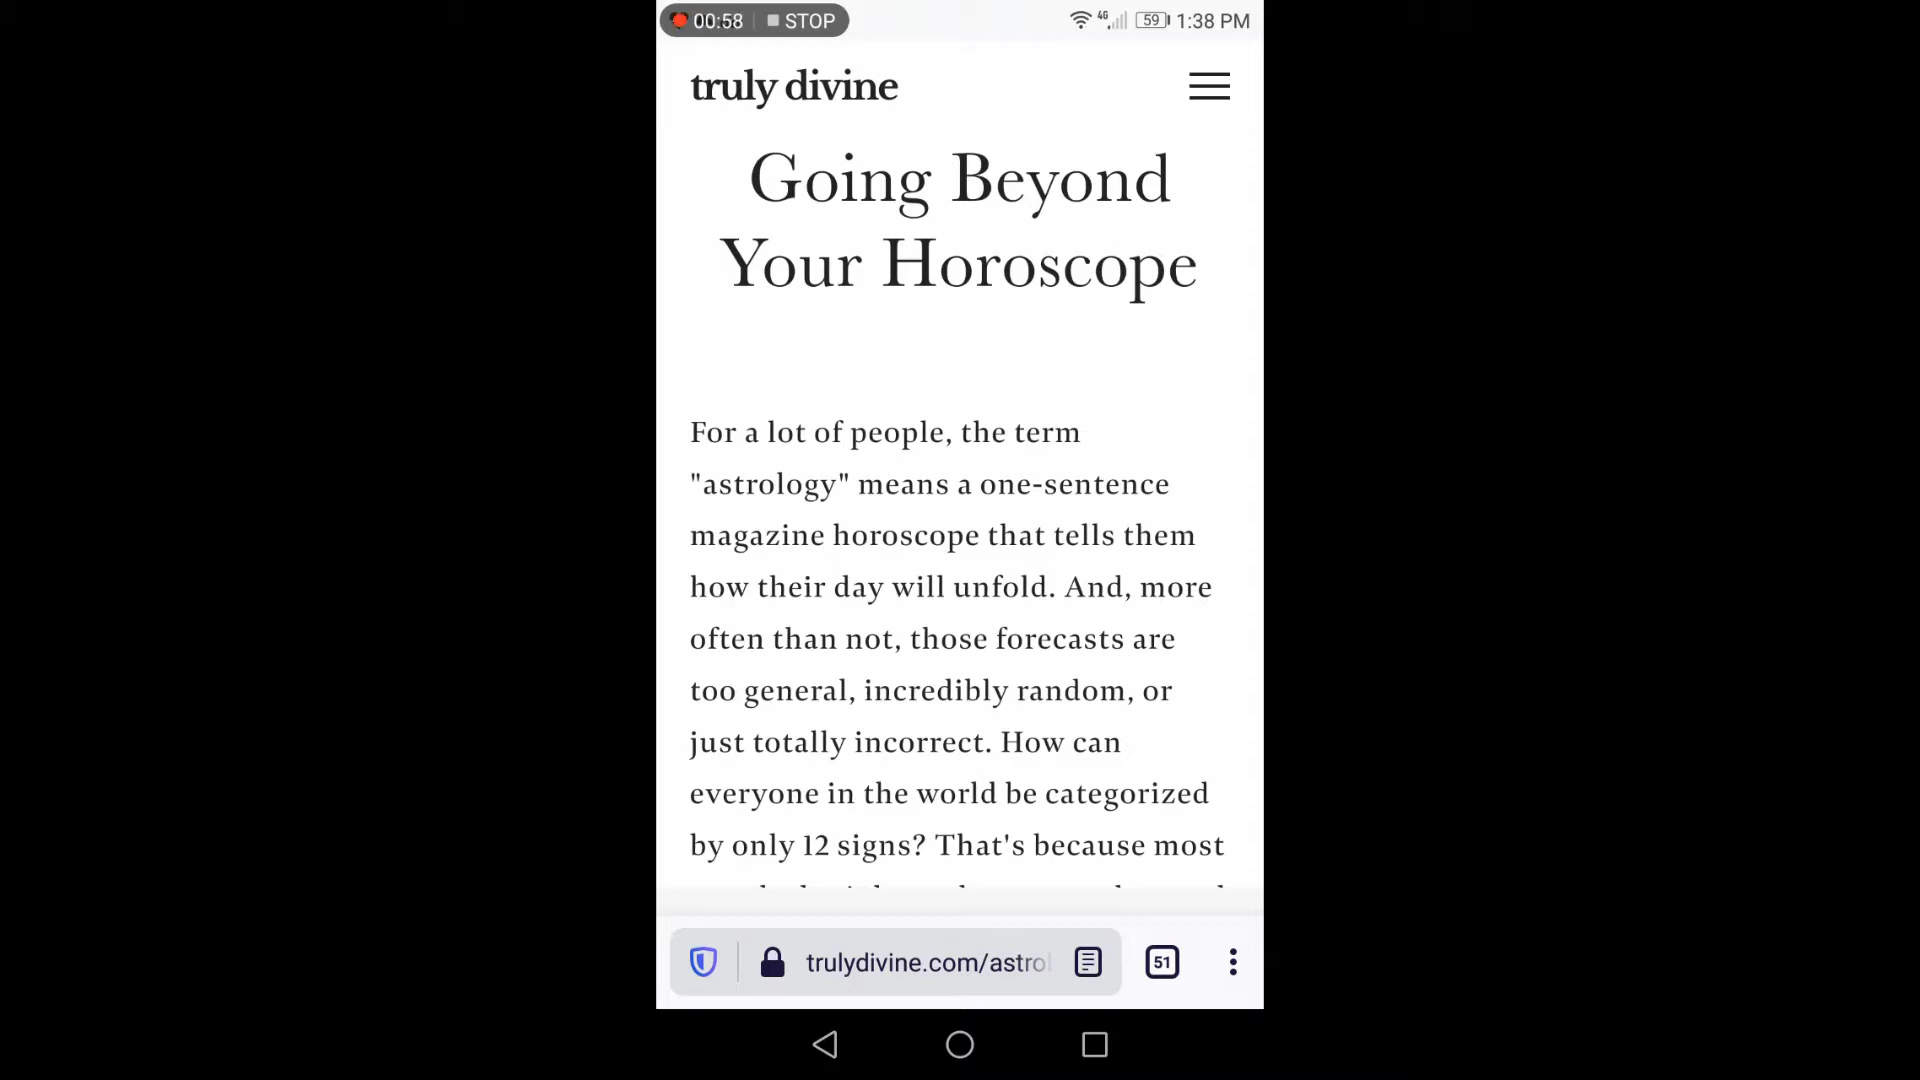 00:58 STOP 4G 59 1:38 PM
truly divine
Going Beyond
Your Horoscope
For a lot of people, the term
"astrology" means a one-sentence
magazine horoscope that tells them
how their day will unfold. And, more
often than not, those forecasts are
too general, incredibly random, or
just totally incorrect. How can
everyone in the world be categorized
by only 12 signs? That's because most
trulydivine.com/astrol 51